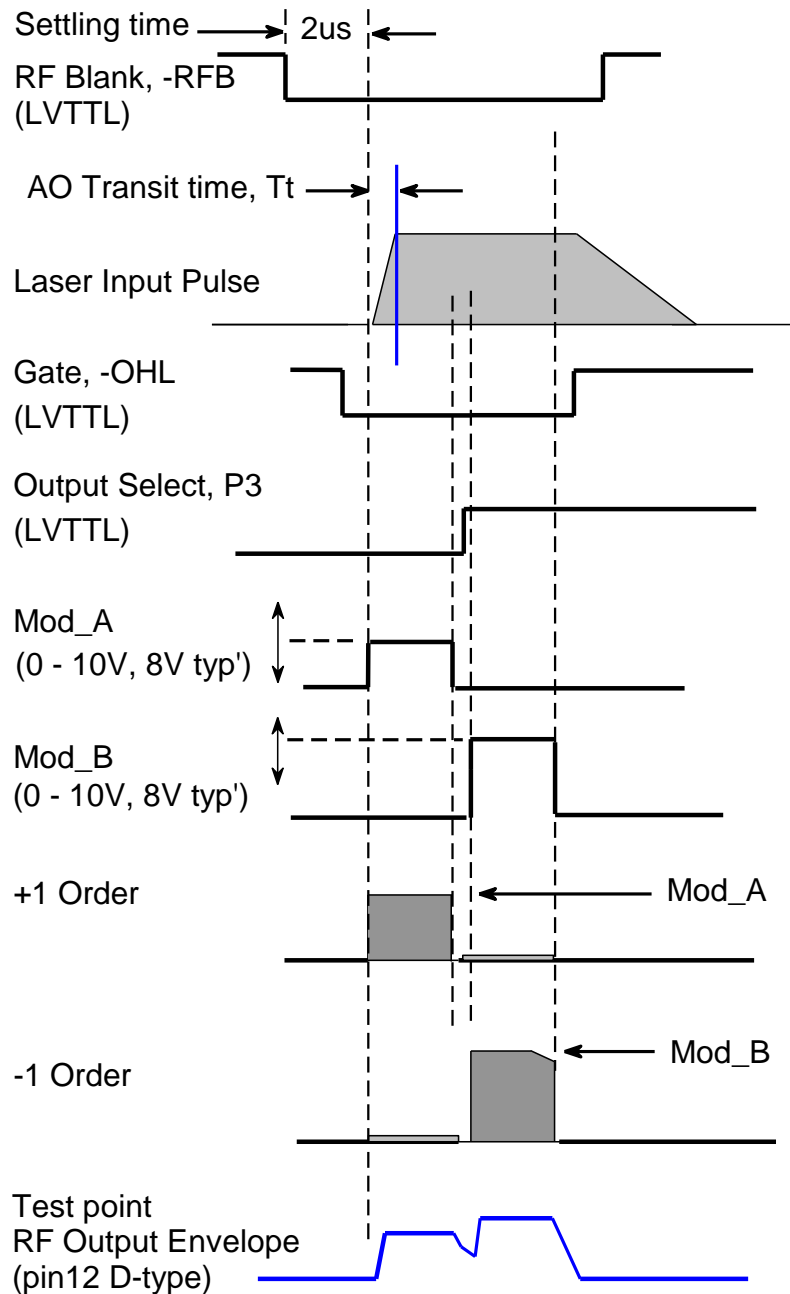 Settling time
2us
RF Blank, -RFB
(LVTTL)
AO Transit time, Tt
Laser Input Pulse
Gate, -OHL
(LVTTL)
Output Select, P3
(LVTTL)
Mod_A
(0 - 10V, 8V typ')
Mod_B
(0 - 10V, 8V typ')
+1 Order
Mod_A
-1 Order
Mod_B
Test point
RF Output Envelope
(pin12 D-type)